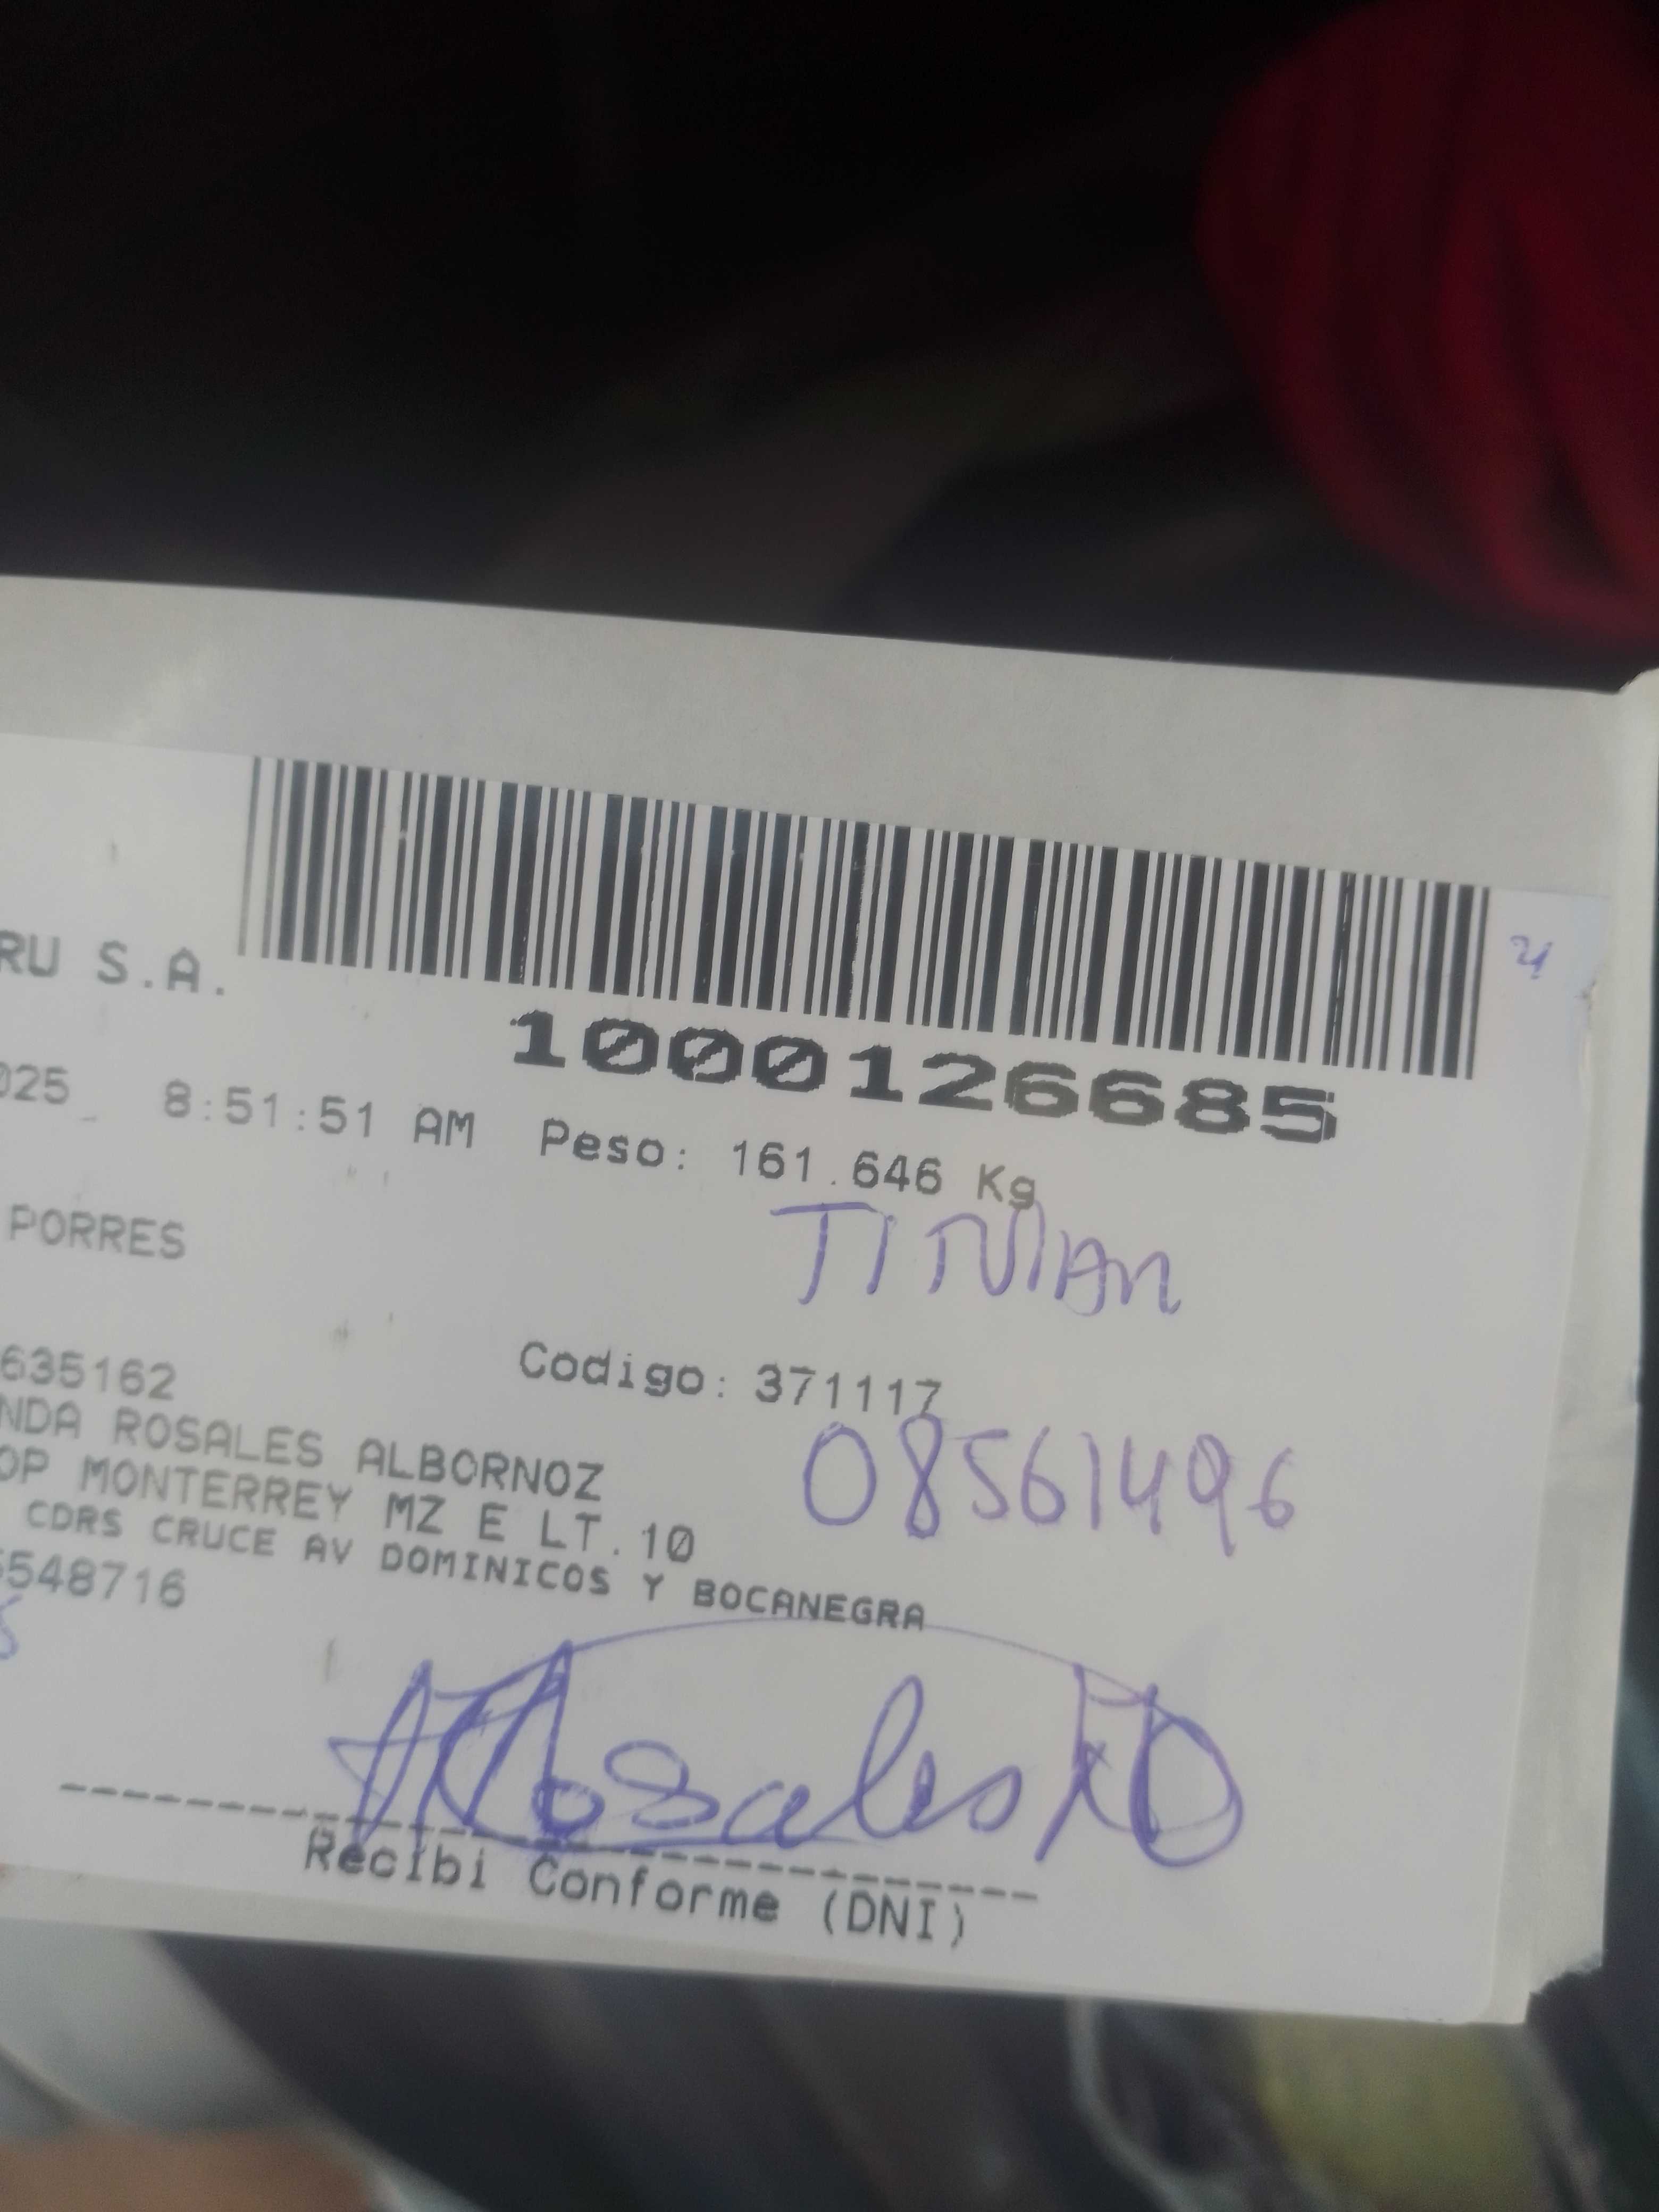 RU S.A.
1000126685
025 8:51:51 AM Peso: 161.646 Kg
PORRES
635162 Codigo: 371117
NDA ROSALES ALBORNOZ
08561496
OP MONTERREY MZ E LT.10
CDRS CRUCE AV DOMINICOS Y BOCANEGRA
5548716
Rosales
Recibi Conforme (DNI)